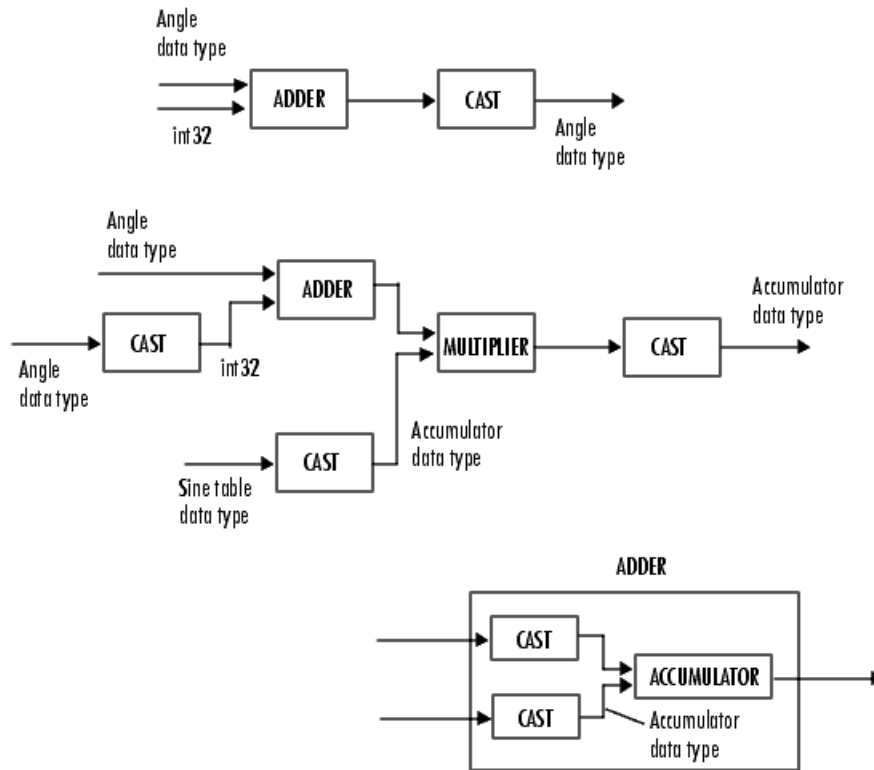 Angle
data type
ADDER
CAST
int32
Angle
data type
Angle
data type
ADDER
Accumulator
data type
CAST
MULTIPLIER
CAST
int32
Angle
data type
Accumulator
data type
CAST
Sine table
data type
ADDER
CAST
ACCUMULATOR
CAST
Accumulator
data type